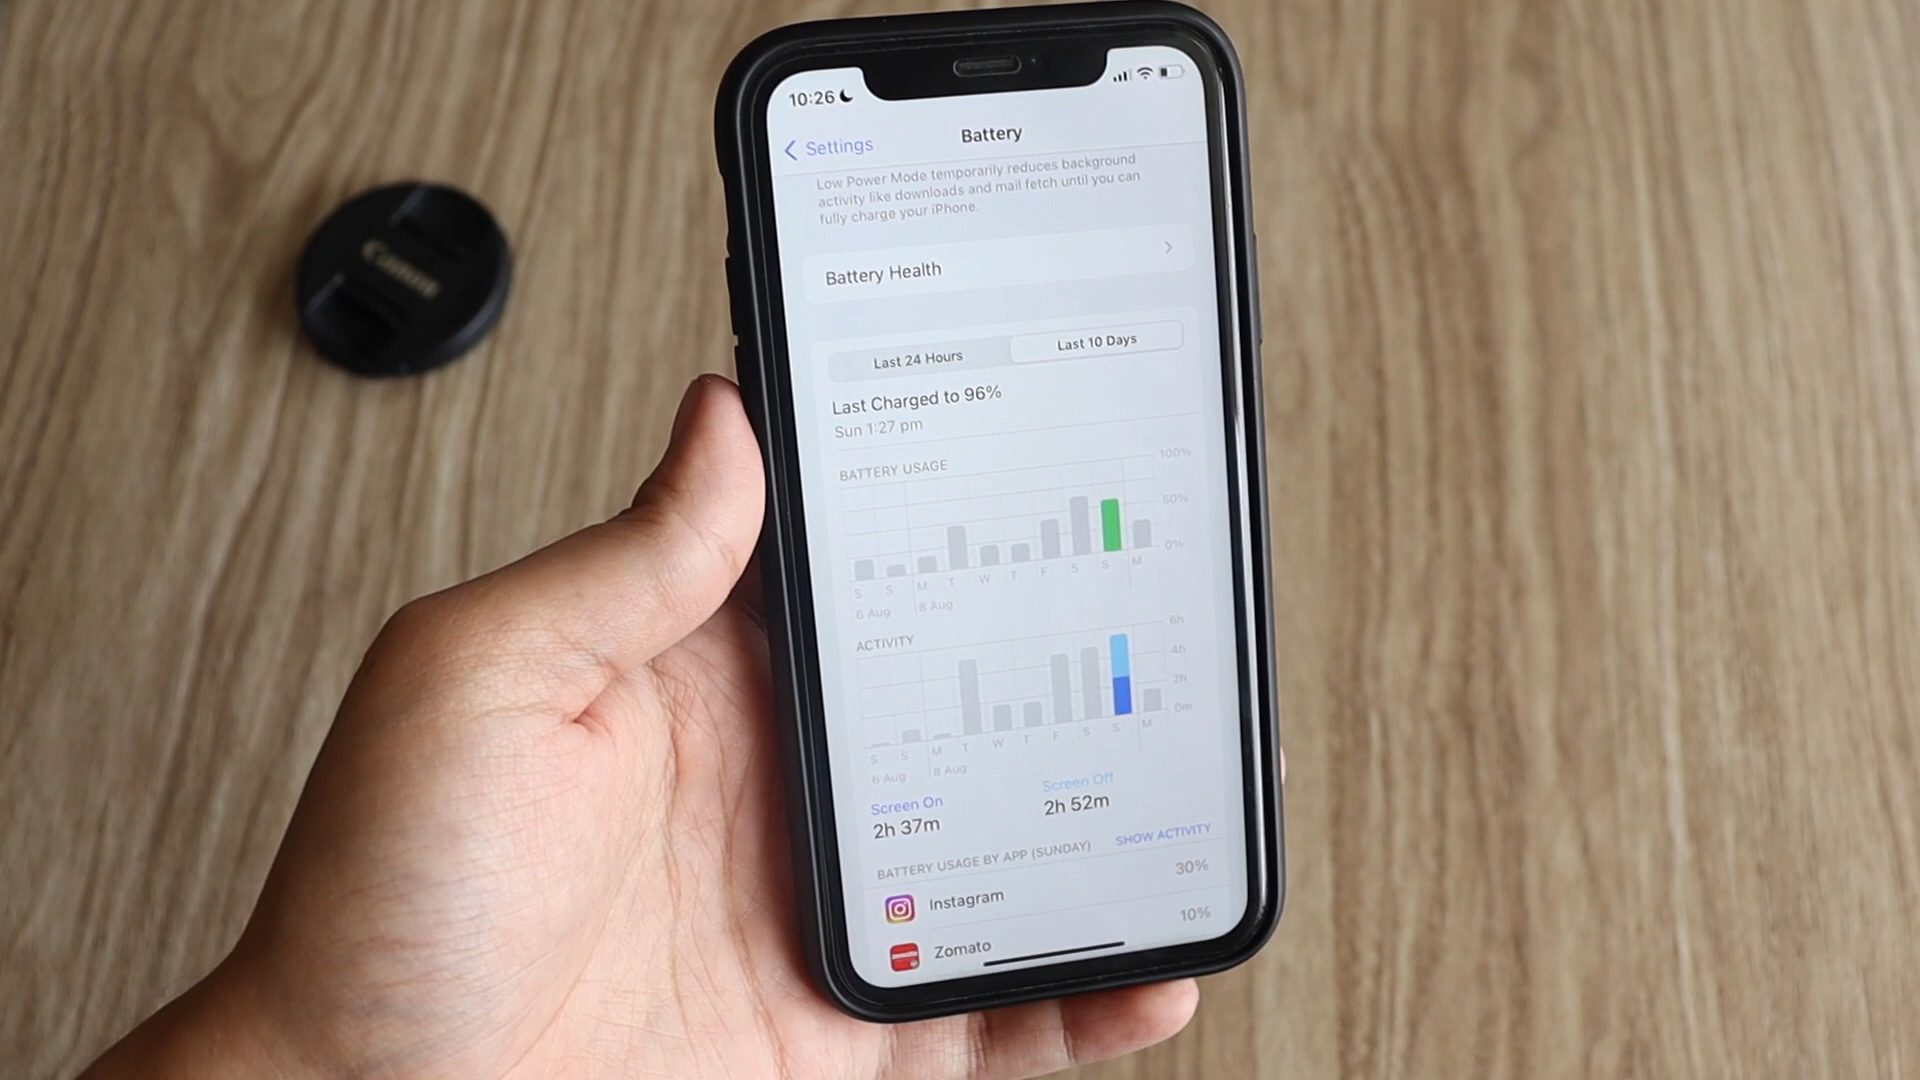 10:26
Settings
Battery
Low Power Mode temporarily reduces background
activity like downloads and mail fetch until you can
fully charge your iPhone.
Battery Health
Last 24 Hours
Last 10 Days
Last Charged to 96%
Sun 1:27 pm
BATTERY USAGE
100%
50%
0%
S S M T W T F S S M
6 Aug
8 Aug
ACTIVITY
6h
4h
2h
0m
S S M T W T F S S M
6 Aug
8 Aug
Screen On
Screen Off
2h 37m
2h 52m
BATTERY USAGE BY APP (SUNDAY)
SHOW ACTIVITY
Instagram
30%
Zomato
10%
Canon